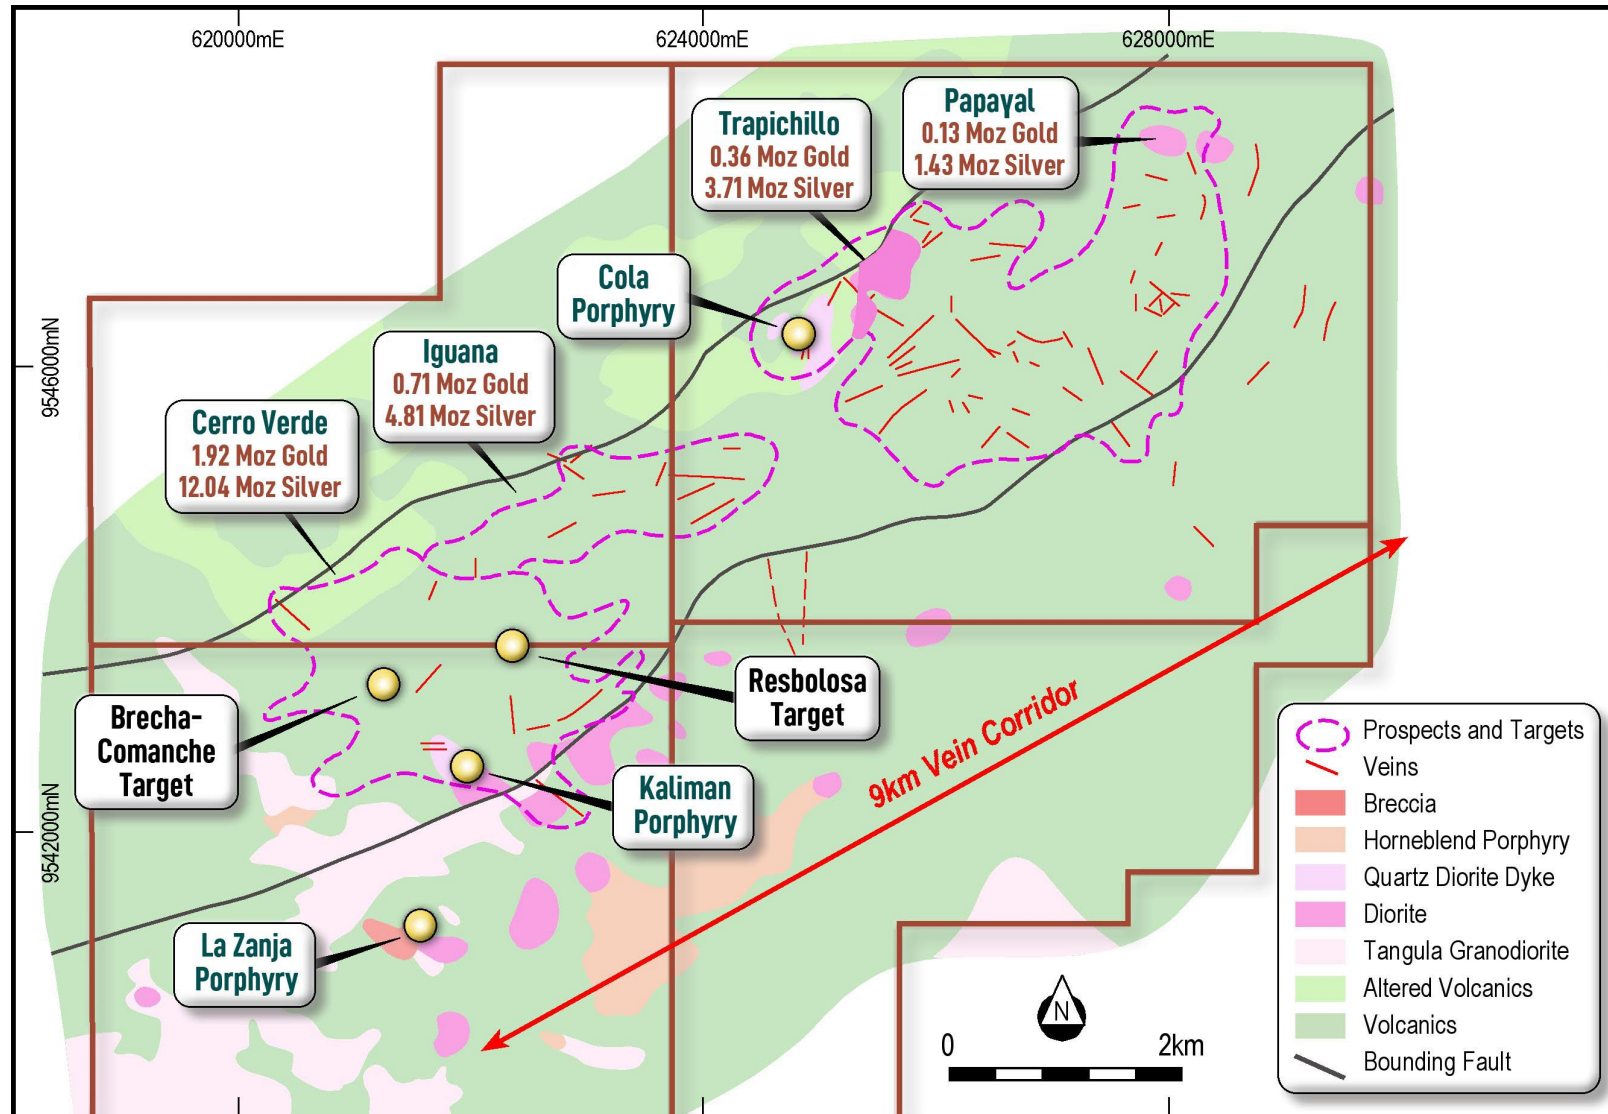 620000mE
624000mE
628000mE
Papayal
0.13 Moz Gold
1.43 Moz Silver
Trapichillo
0.36 Moz Gold
3.71 Moz Silver
Cola
Porphyry
9546000mN
Iguana
0.71 Moz Gold
4.81 Moz Silver
Cerro Verde
1.92 Moz Gold
12.04 Moz Silver
Brecha-
Comanche
Target
Resbolosa
Target
9km Vein Corridor
Kaliman
Porphyry
9542000mN
La Zanja
Porphyry
N
0 2km
Prospects and Targets
Veins
Breccia
Horneblend Porphyry
Quartz Diorite Dyke
Diorite
Tangula Granodiorite
Altered Volcanics
Volcanics
Bounding Fault